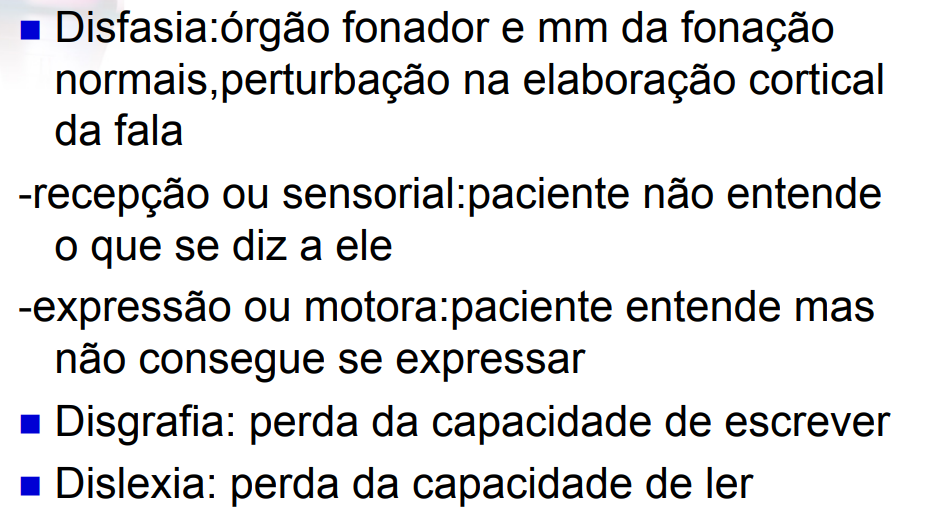 ■ Disfasia:órgão fonador e mm da fonação
normais,perturbação na elaboração cortical
da fala
-recepção ou sensorial:paciente não entende
o que se diz a ele
-expressão ou motora:paciente entende mas
não consegue se expressar
■ Disgrafia: perda da capacidade de escrever
■ Dislexia: perda da capacidade de ler